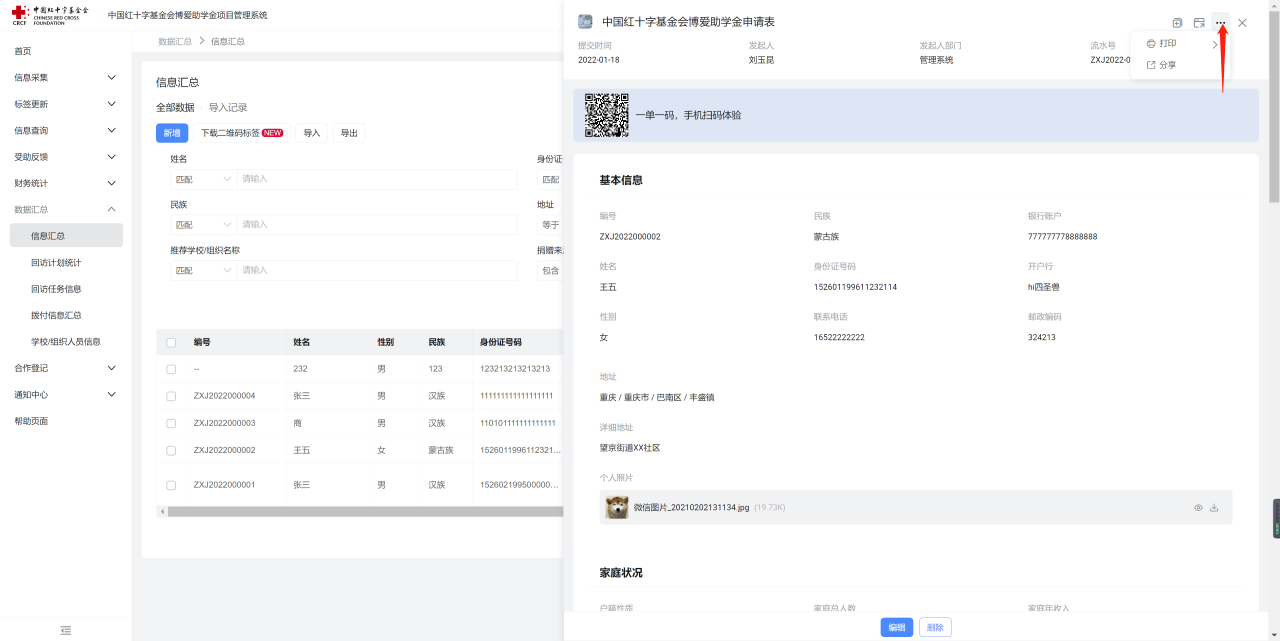 中国红十字基金会
CHINESE RED CROSS
FOUNDATION
CRCF
中国红十字基金会博爱助学金项目管理系统
首页
信息采集
标签更新
信息查询
受助反馈
财务统计
数据汇总
信息汇总
回访计划统计
回访任务信息
拨付信息汇总
学校/组织人员信息
合作登记
通知中心
帮助页面
数据汇总 > 信息汇总
信息汇总
全部数据 导入记录
新增 下载二维码标签 NEW 导入 导出
姓名 身份证
匹配 请输入 匹配
民族 地址
匹配 请输入 等于
推荐学校/组织名称 捐赠来
匹配 请输入 包含
编号 姓名 性别 民族 身份证号码
-- 232 男 123 123213213213213
ZXJ2022000004 张三 男 汉族 111111111111111111
ZXJ2022000003 商 男 汉族 110101111111111111
ZXJ2022000002 王五 女 蒙古族 1526011996112321...
ZXJ2022000001 张三 男 汉族 152602199500000...
中国红十字基金会博爱助学金申请表
提交时间 发起人 发起人部门 流水号
2022-01-18 刘玉昆 管理系统 ZXJ2022-0
打印
分享
一单一码，手机扫码体验
基本信息
编号 民族 银行账户
ZXJ2022000002 蒙古族 777777778888888
姓名 身份证号码 开户行
王五 152601199611232114 hi四圣兽
性别 联系电话 邮政编码
女 16522222222 324213
地址
重庆 / 重庆市 / 巴南区 / 丰盛镇
详细地址
望京街道XX社区
个人照片
微信图片_20210202131134.jpg (19.73K)
家庭状况
户籍性质 家庭总人数 家庭年收入
编辑 删除